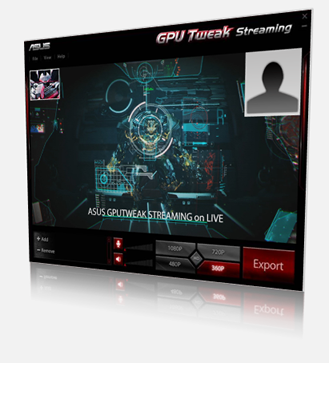 ASUS
GPU Tweak Streaming
File View Help
ASUS GPUTWEAK STREAMING on LIVE
+ Add
− Remove
1080P
720P
480P
360P
Export